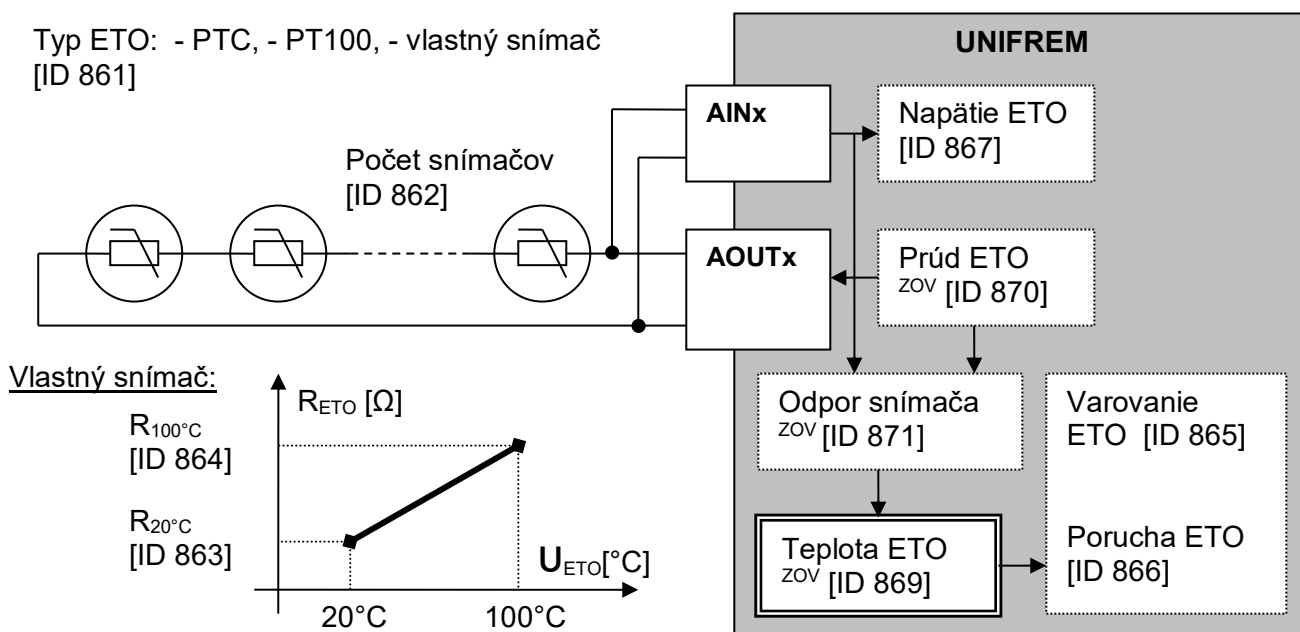 Typ ETO: - PTC, - PT100, - vlastný snímač
[ID 861]
UNIFREM
AINx
Napätie ETO
[ID 867]
Počet snímačov
[ID 862]
AOUTx
Prúd ETO
ZOV [ID 870]
Vlastný snímač:
RETO [Ω]
R100°C
[ID 864]
R20°C
[ID 863]
UETO[°C]
20°C
100°C
Odpor snímača
ZOV [ID 871]
Varovanie
ETO [ID 865]
Teplota ETO
ZOV [ID 869]
Porucha ETO
[ID 866]